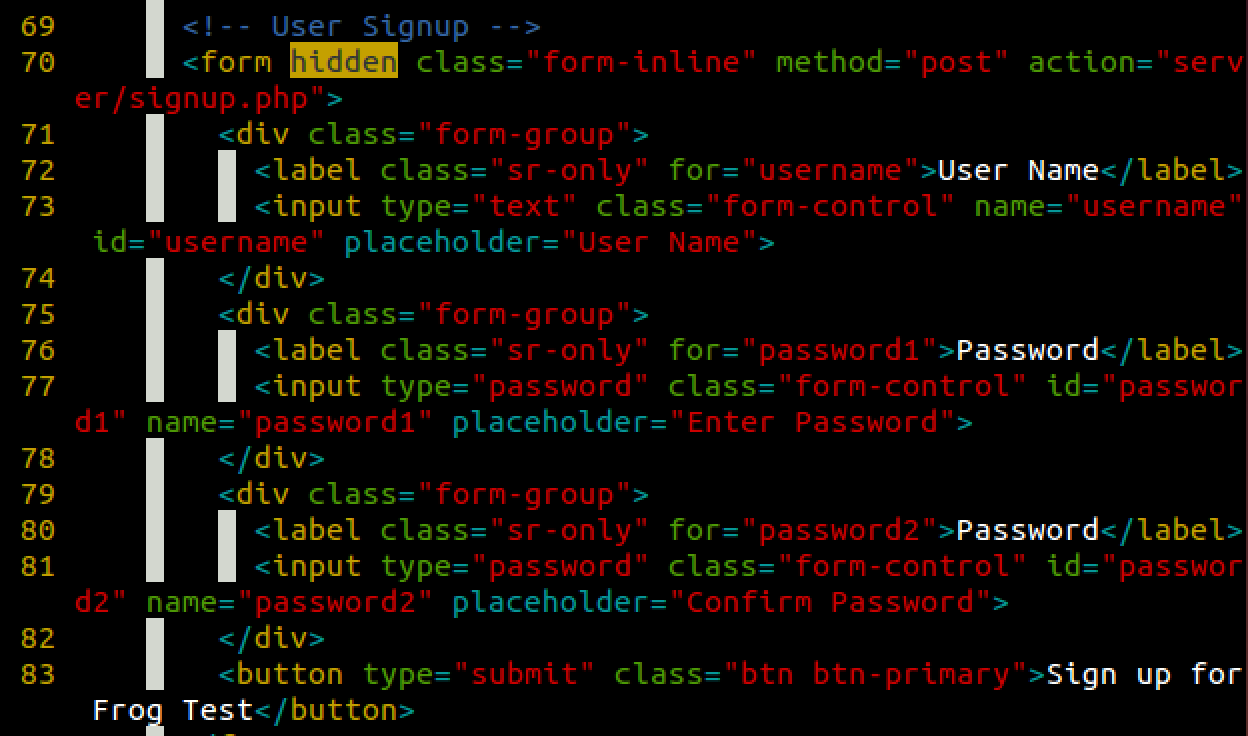 69 <!-- User Signup -->
70 <form hidden class="form-inline" method="post" action="serv
er/signup.php">
71 <div class="form-group">
72 <label class="sr-only" for="username">User Name</label>
73 <input type="text" class="form-control" name="username"
id="username" placeholder="User Name">
74 </div>
75 <div class="form-group">
76 <label class="sr-only" for="password1">Password</label>
77 <input type="password" class="form-control" id="passwor
d1" name="password1" placeholder="Enter Password">
78 </div>
79 <div class="form-group">
80 <label class="sr-only" for="password2">Password</label>
81 <input type="password" class="form-control" id="passwor
d2" name="password2" placeholder="Confirm Password">
82 </div>
83 <button type="submit" class="btn btn-primary">Sign up for
Frog Test</button>